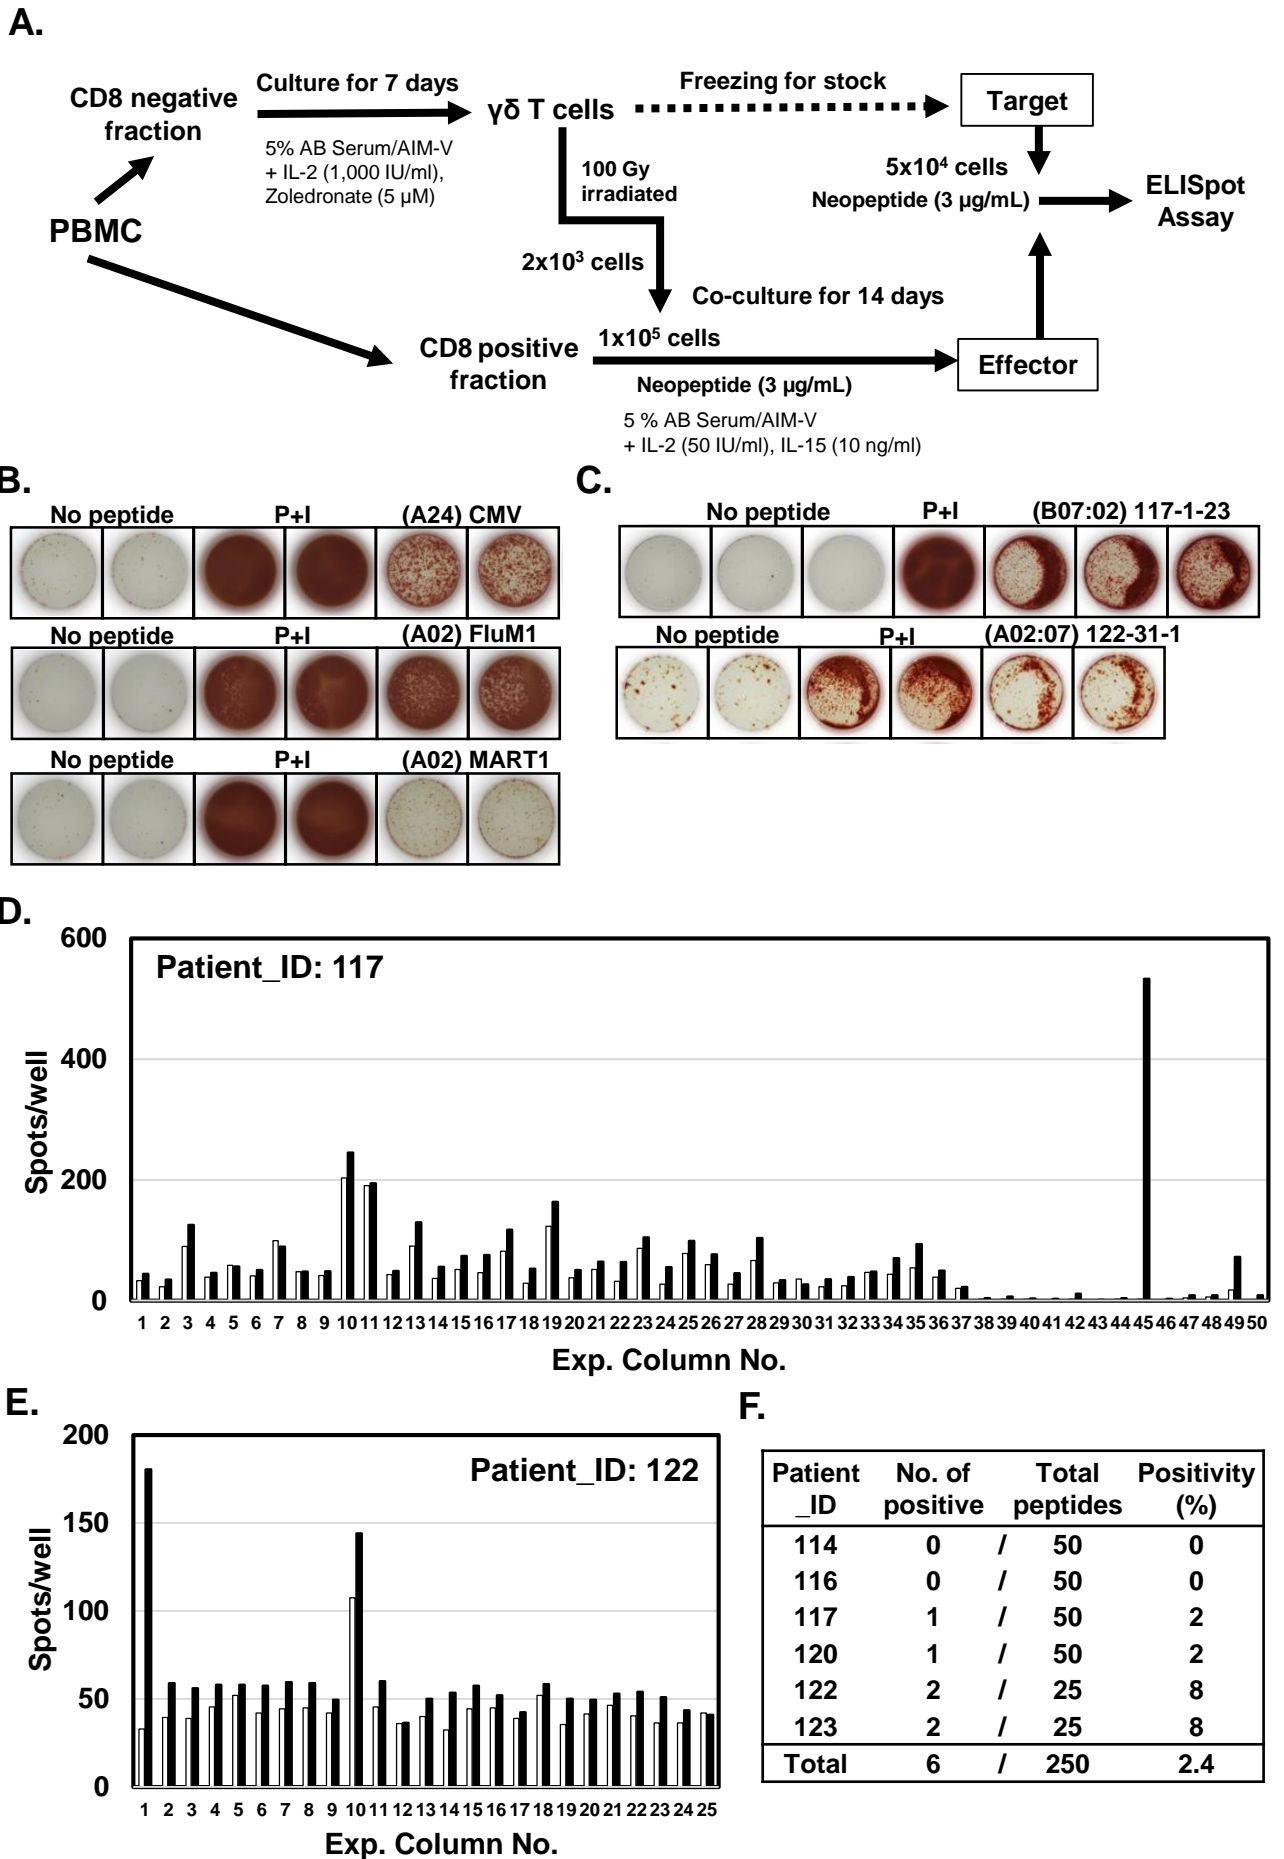 A.
CD8 negative
fraction
Culture for 7 days
5% AB Serum/AIM-V
+ IL-2 (1,000 IU/ml),
Zoledronate (5 μM)
γδ T cells
Freezing for stock
Target
100 Gy
irradiated
5x10⁴ cells
Neopeptide (3 μg/mL)
ELISpot
Assay
PBMC
2x10³ cells
Co-culture for 14 days
CD8 positive
fraction
1x10⁵ cells
Neopeptide (3 μg/mL)
5 % AB Serum/AIM-V
+ IL-2 (50 IU/ml), IL-15 (10 ng/ml)
Effector
B.
No peptide P+I (A24) CMV
No peptide P+I (A02) FluM1
No peptide P+I (A02) MART1
C.
No peptide P+I (B07:02) 117-1-23
No peptide P+I (A02:07) 122-31-1
D.
Patient_ID: 117
Spots/well
600
400
200
0
1 2 3 4 5 6 7 8 9 10 11 12 13 14 15 16 17 18 19 20 21 22 23 24 25 26 27 28 29 30 31 32 33 34 35 36 37 38 39 40 41 42 43 44 45 46 47 48 49 50
Exp. Column No.
E.
Patient_ID: 122
Spots/well
200
150
100
50
0
1 2 3 4 5 6 7 8 9 10 11 12 13 14 15 16 17 18 19 20 21 22 23 24 25
Exp. Column No.
F.
Patient No. of Total Positivity
_ID positive peptides (%)
114 0 / 50 0
116 0 / 50 0
117 1 / 50 2
120 1 / 50 2
122 2 / 25 8
123 2 / 25 8
Total 6 / 250 2.4